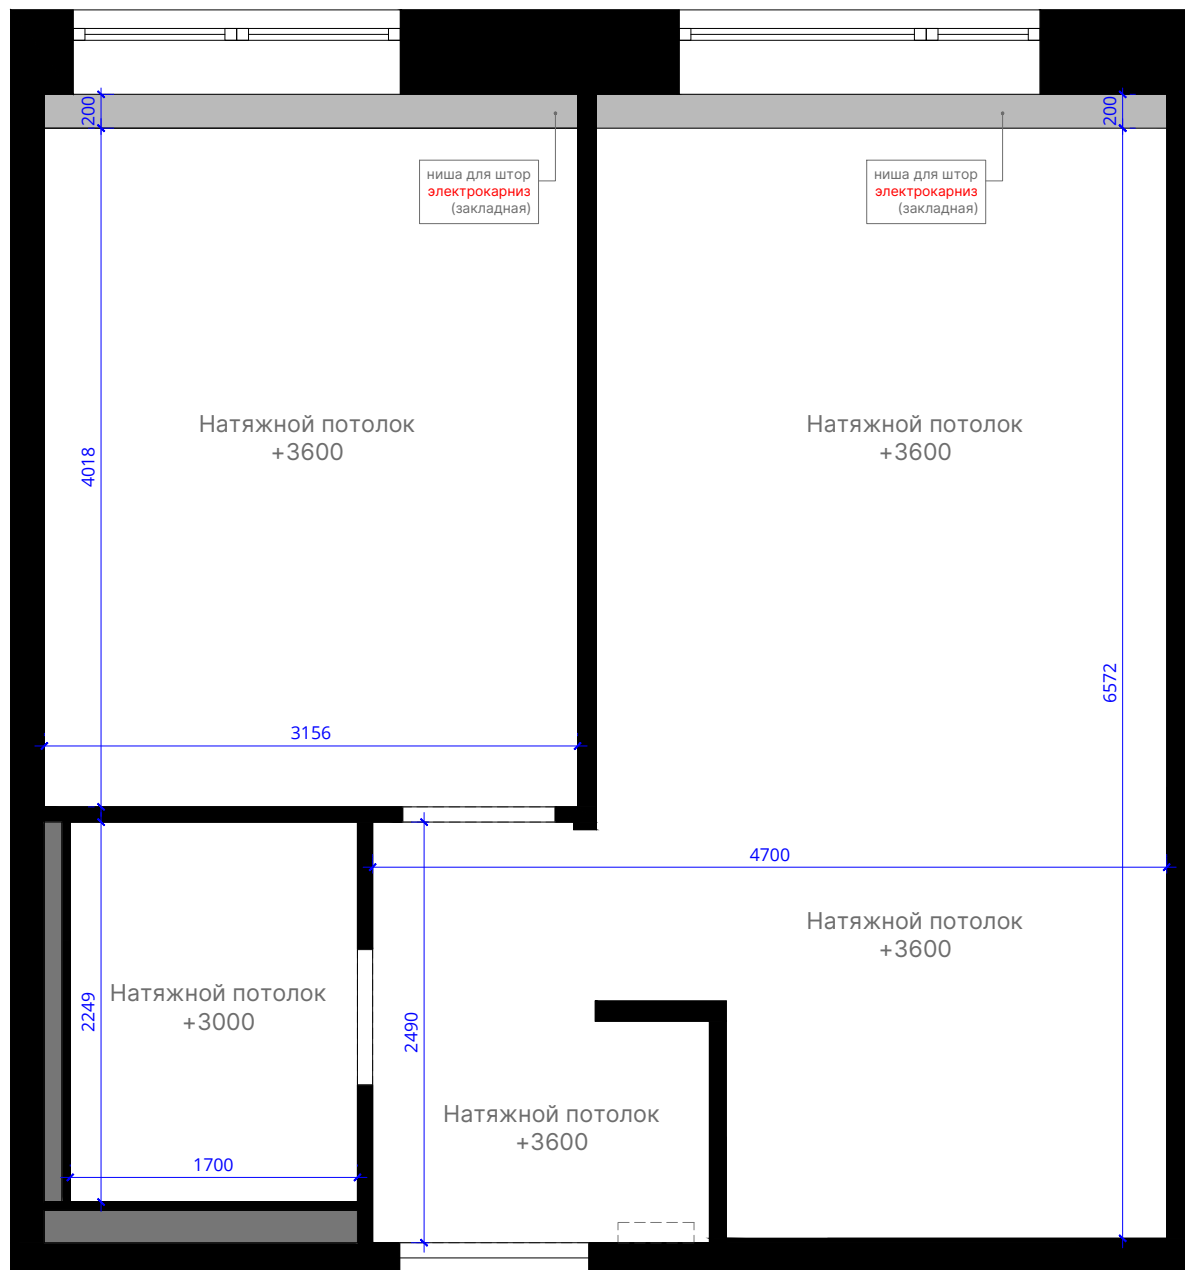 200
200
ниша для штор
электрокарниз
(закладная)
ниша для штор
электрокарниз
(закладная)
Натяжной потолок
+3600
Натяжной потолок
+3600
4018
6572
3156
4700
Натяжной потолок
+3600
Натяжной потолок
+3000
2249
2490
Натяжной потолок
+3600
1700